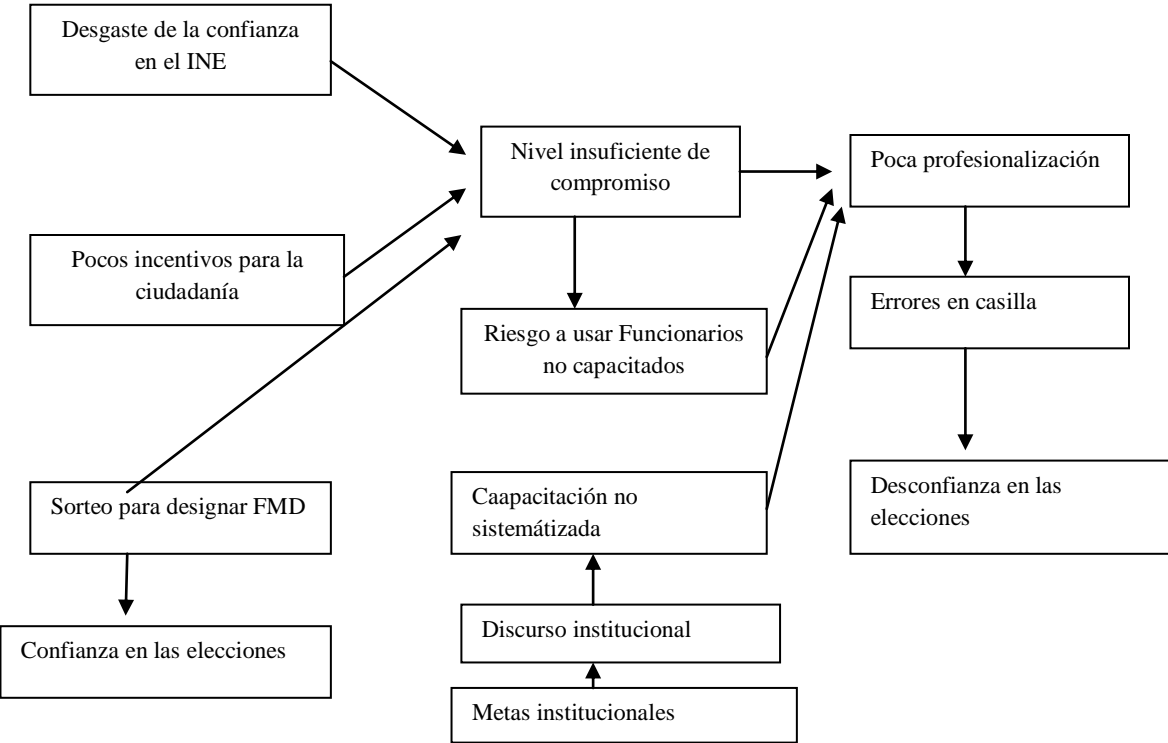 Desgaste de la confianza
en el INE
Nivel insuficiente de
compromiso
Poca profesionalización
Pocos incentivos para la
ciudadanía
Errores en casilla
Riesgo a usar Funcionarios
no capacitados
Sorteo para designar FMD
Caapacitación no
sistemátizada
Desconfianza en las
elecciones
Discurso institucional
Confianza en las elecciones
Metas institucionales